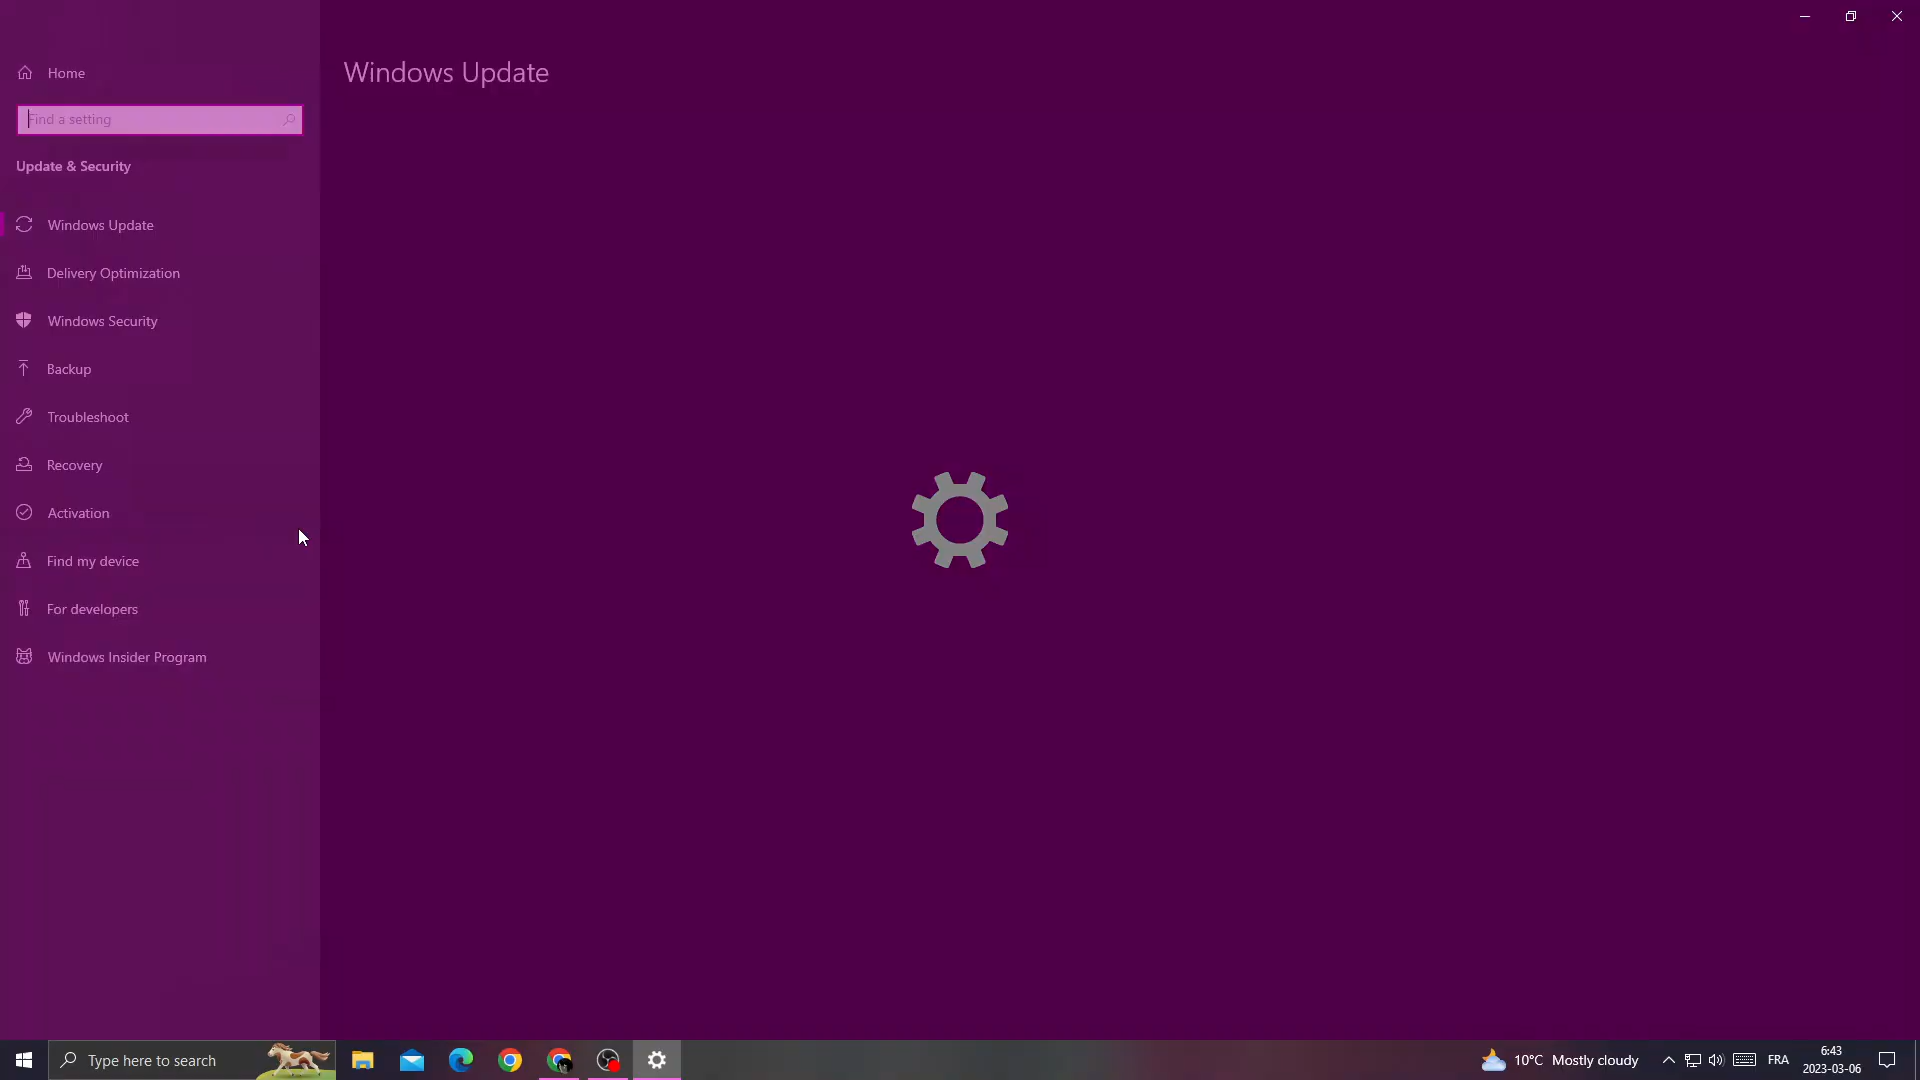 Home
Windows Update
Find a setting
Update & Security
Windows Update
Delivery Optimization
Windows Security
Backup
Troubleshoot
Recovery
Activation
Find my device
For developers
Windows Insider Program
Type here to search
10°C Mostly cloudy
FRA
6:43
2023-03-06